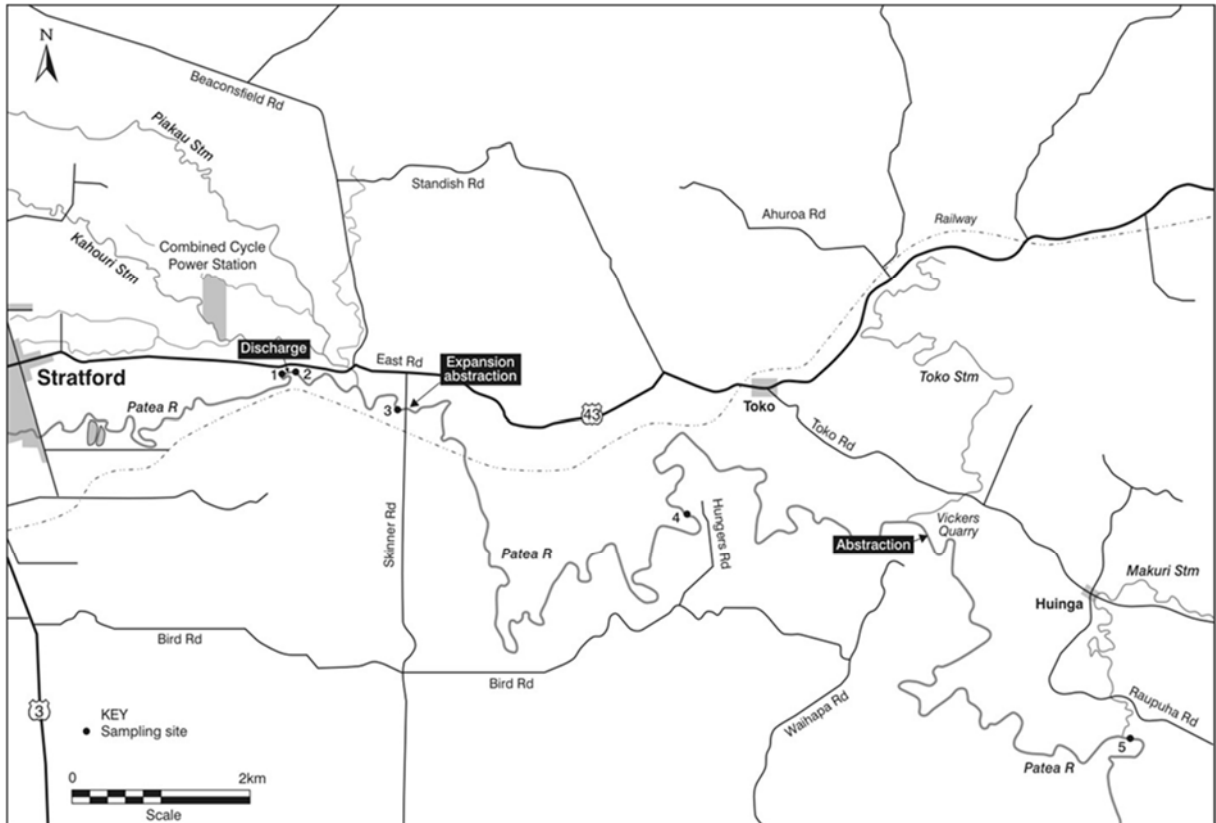 N
Beaconsfield Rd
Piakau Stm
Standish Rd
Ahuroa Rd
Railway
Kahouri Stm
Combined Cycle
Power Station
Discharge
East Rd
Expansion
abstraction
Stratford
1
2
Patea R
3
43
Toko
Toko Stm
Toko Rd
Skinner Rd
4
Hungers Rd
Vickers
Quarry
Abstraction
Patea R
Makuri Stm
Huinga
Bird Rd
Bird Rd
Waihapa Rd
Raupuha Rd
3
KEY
Sampling site
5
Patea R
0
2km
Scale